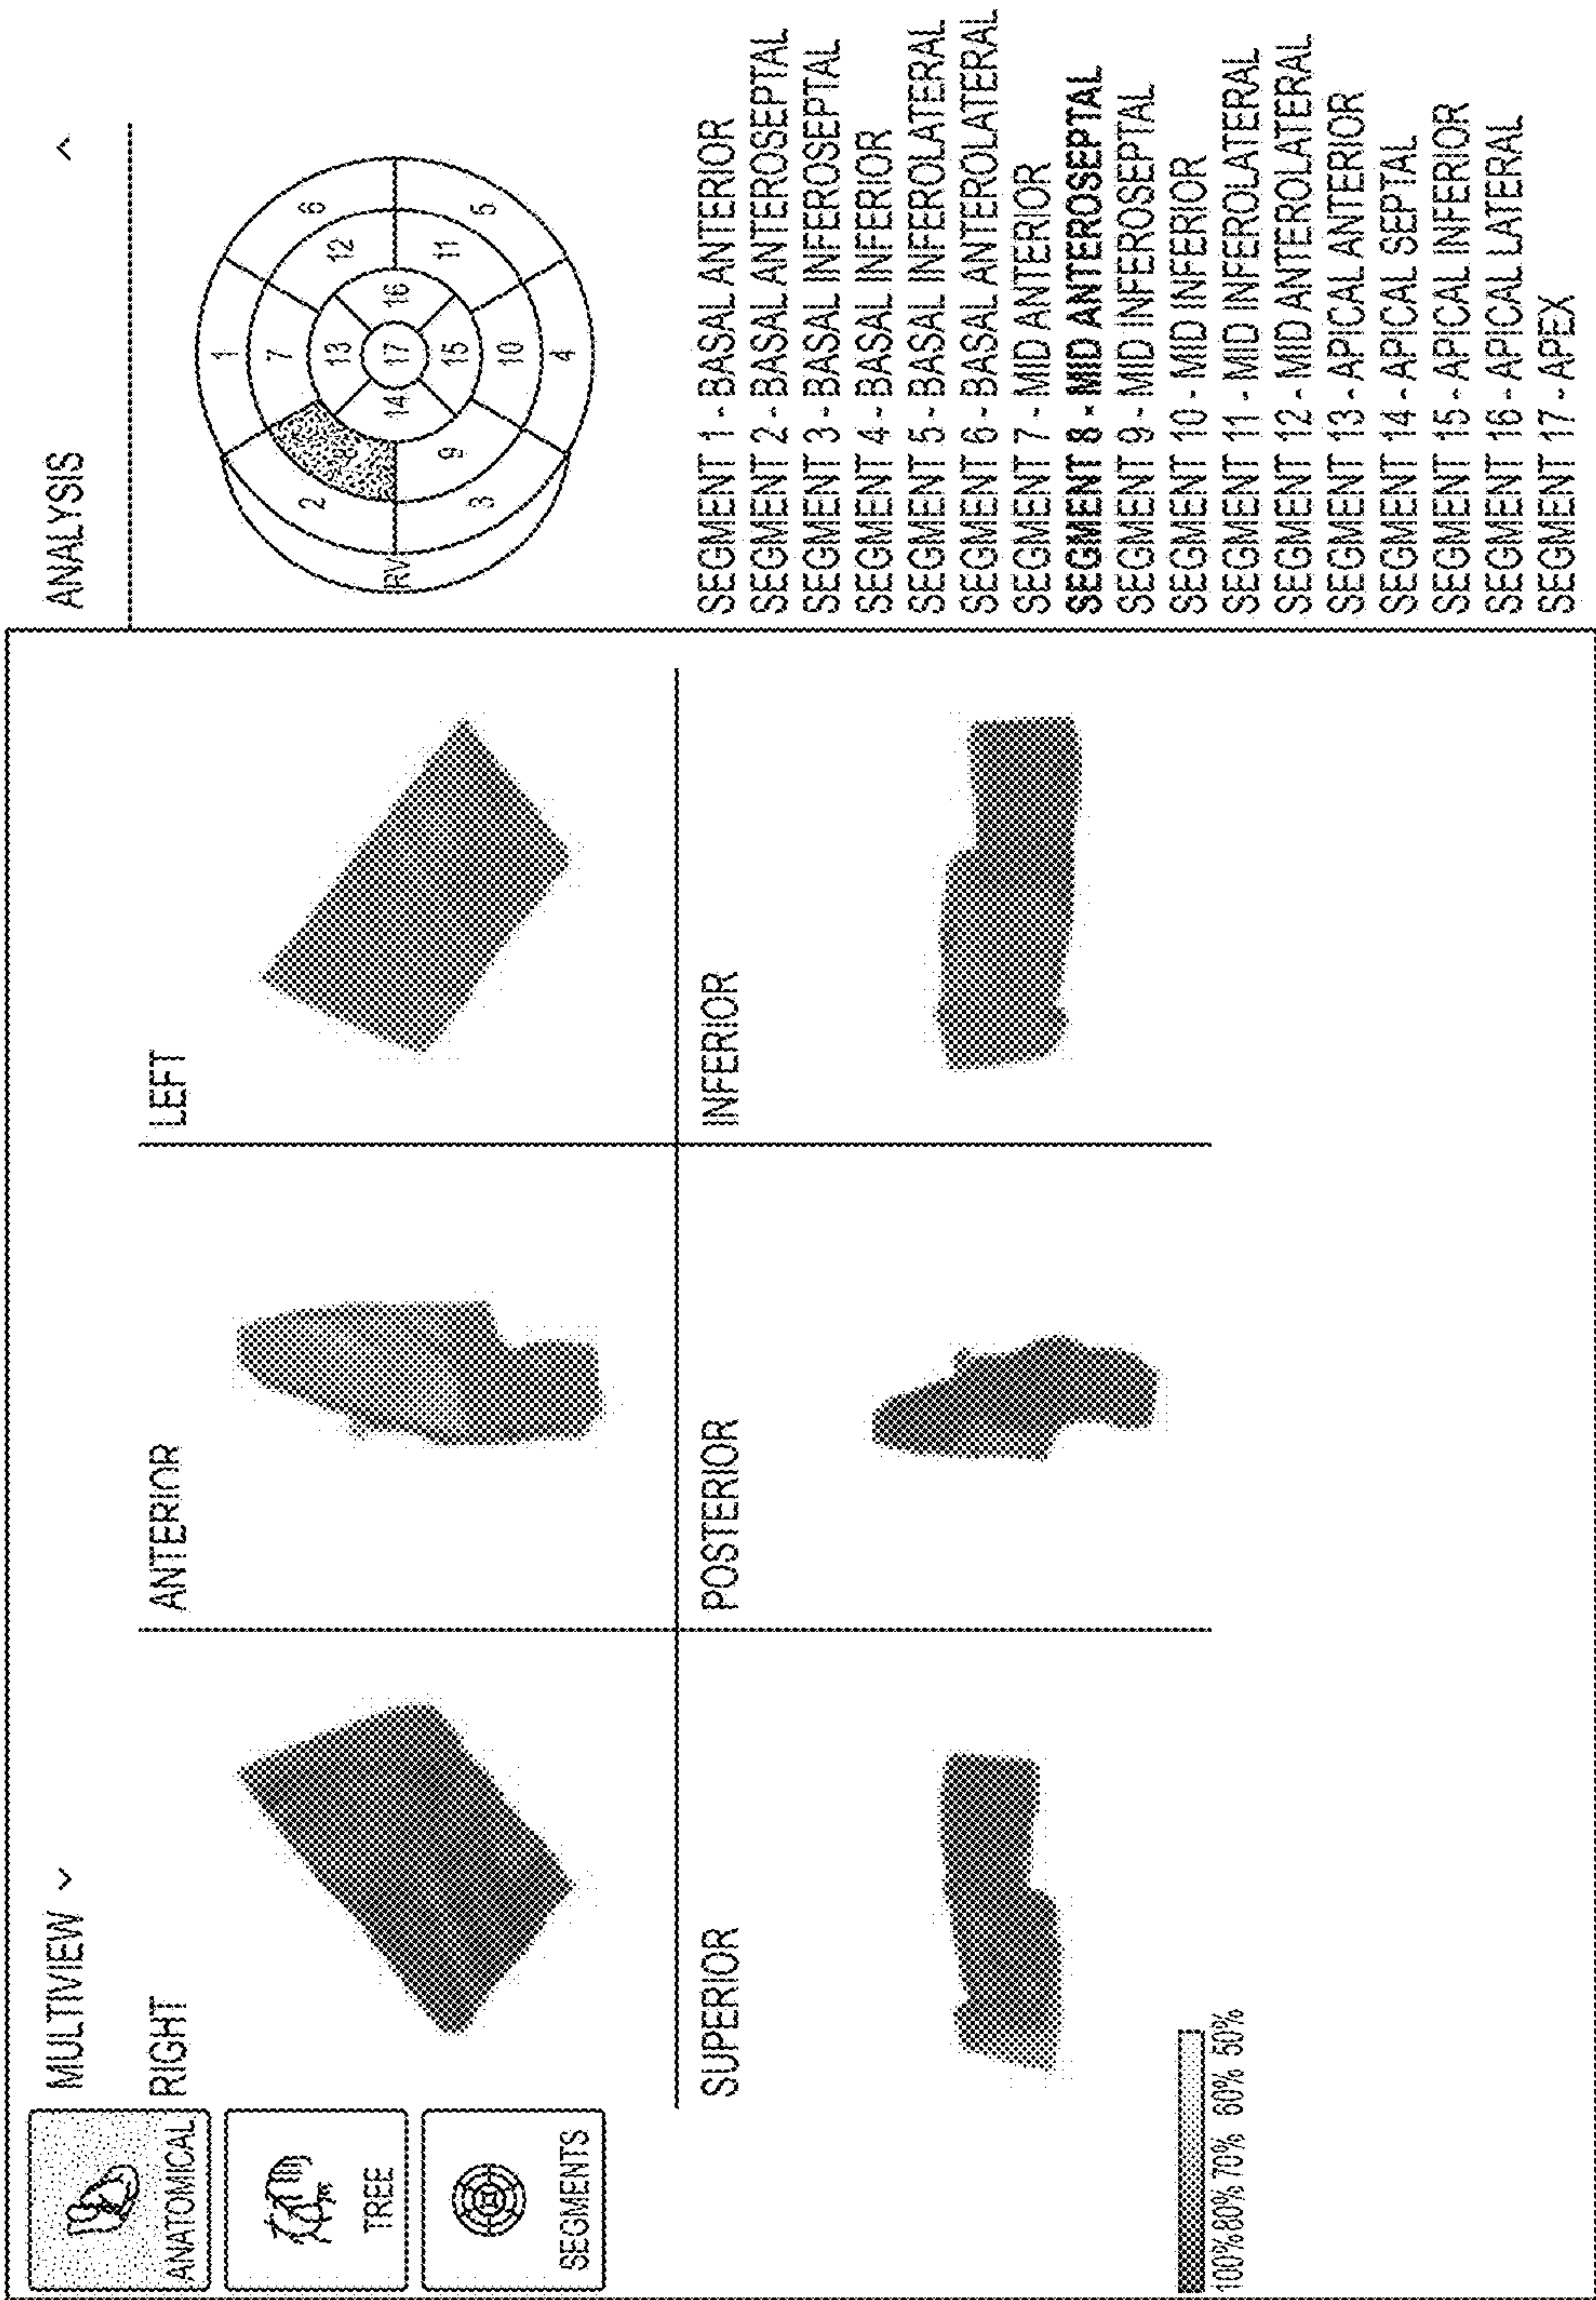 ANATOMICAL
TREE
SEGMENTS
MULTIVIEW
RIGHT
ANTERIOR
LEFT
SUPERIOR
POSTERIOR
INFERIOR
100% 80% 70% 60% 50%
ANALYSIS
1
2
6
7
12
8
13
RV
14
17
16
9
15
11
3
10
5
4
SEGMENT 1 - BASAL ANTERIOR
SEGMENT 2 - BASAL ANTEROSEPTAL
SEGMENT 3 - BASAL INFEROSEPTAL
SEGMENT 4 - BASAL INFERIOR
SEGMENT 5 - BASAL INFEROLATERAL
SEGMENT 6 - BASAL ANTEROLATERAL
SEGMENT 7 - MID ANTERIOR
SEGMENT 8 - MID ANTEROSEPTAL
SEGMENT 9 - MID INFEROSEPTAL
SEGMENT 10 - MID INFERIOR
SEGMENT 11 - MID INFEROLATERAL
SEGMENT 12 - MID ANTEROLATERAL
SEGMENT 13 - APICAL ANTERIOR
SEGMENT 14 - APICAL SEPTAL
SEGMENT 15 - APICAL INFERIOR
SEGMENT 16 - APICAL LATERAL
SEGMENT 17 - APEX